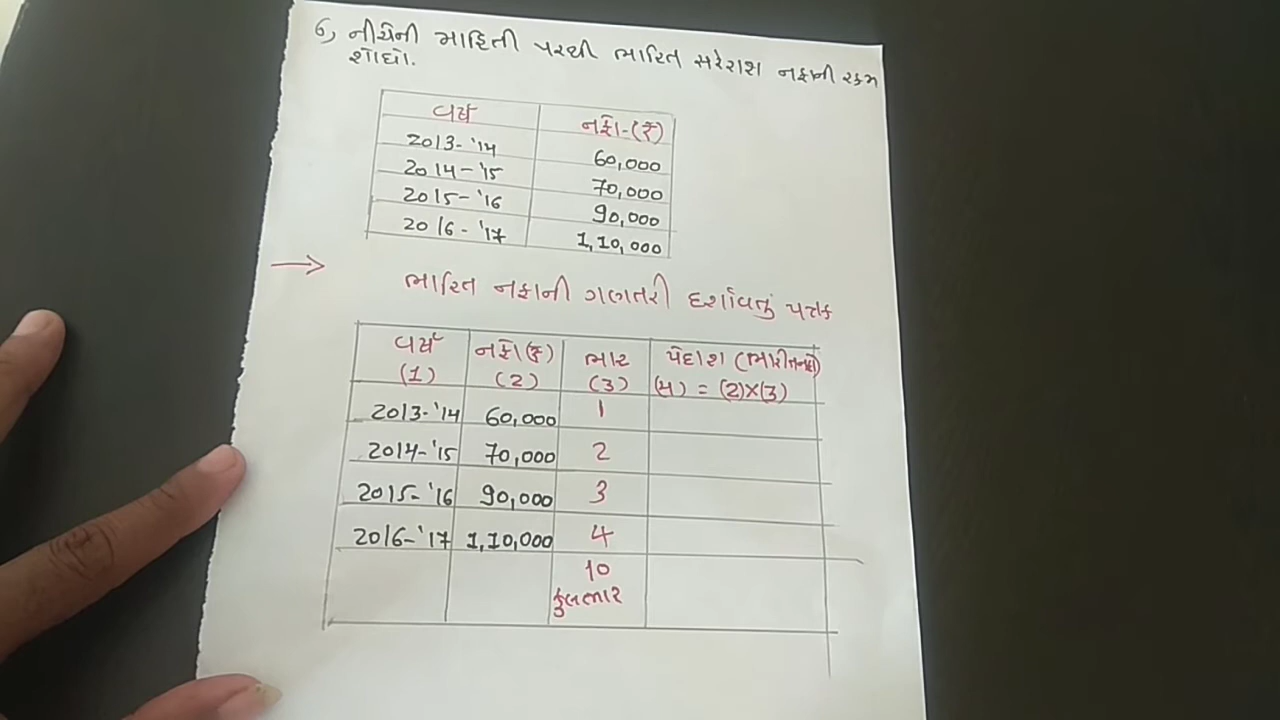 6) નીચેની માહિતી પરથી ભારિત સરેરાશ નફાની રકમ
શોધો.
વર્ષ નફો-(₹)
2013-'14 60,000
2014-'15 70,000
2015-'16 90,000
2016-'17 1,10,000
→ ભારિત નફાની ગણતરી દર્શાવતું પત્રક
વર્ષ નફો(₹) ભાર પેદાશ (ભારીતનફો)
(1) (2) (3) (4) = (2)×(3)
2013-'14 60,000 1
2014-'15 70,000 2
2015-'16 90,000 3
2016-'17 1,10,000 4
10
કુલભાર